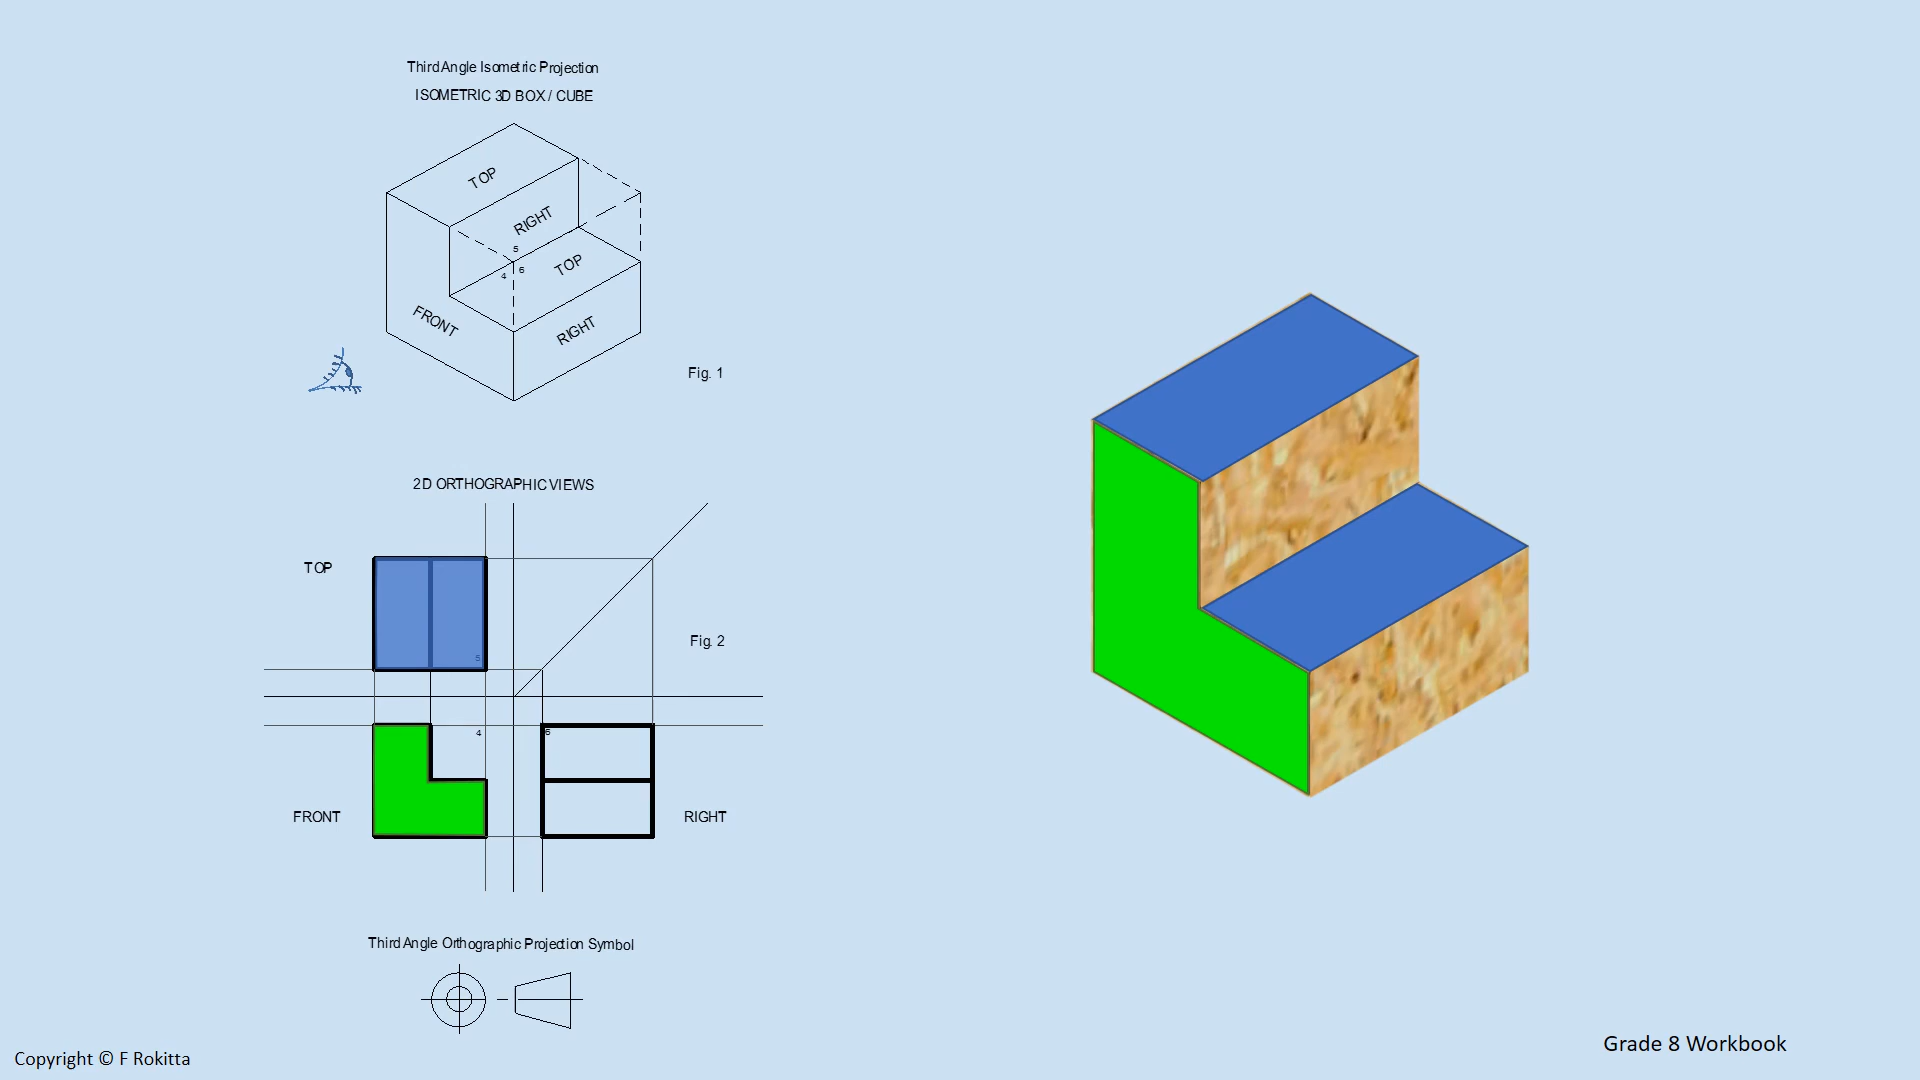 Third Angle Isometric Projection
ISOMETRIC 3D BOX / CUBE
TOP
RIGHT
5
4 6
TOP
FRONT
RIGHT
Fig. 1
2D ORTHOGRAPHIC VIEWS
TOP
5
Fig. 2
4
6
FRONT
RIGHT
Third Angle Orthographic Projection Symbol
Copyright © F Rokitta
Grade 8 Workbook